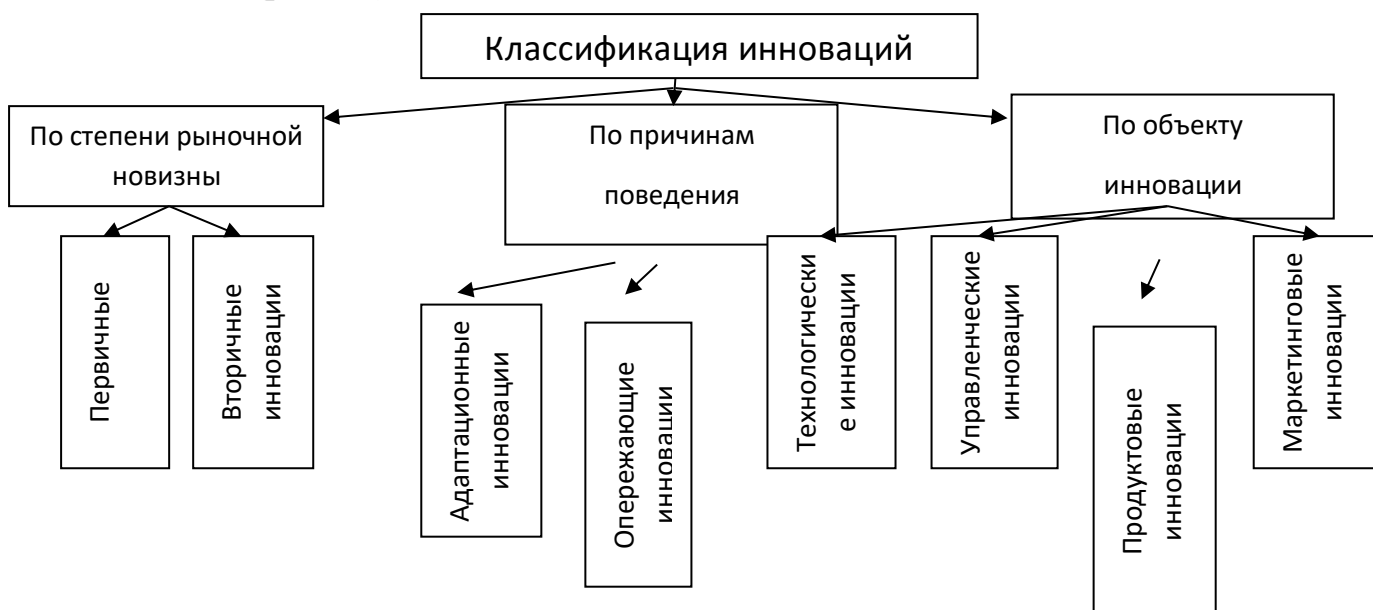 Классификация инноваций
По степени рыночной
новизны
По причинам
поведения
По объекту
инновации
Первичные
Вторичные
инновации
Адаптационные
инновации
Опережающие
инновации
Технологически
е инновации
Управленческие
инновации
Продуктовые
инновации
Маркетинговые
инновации